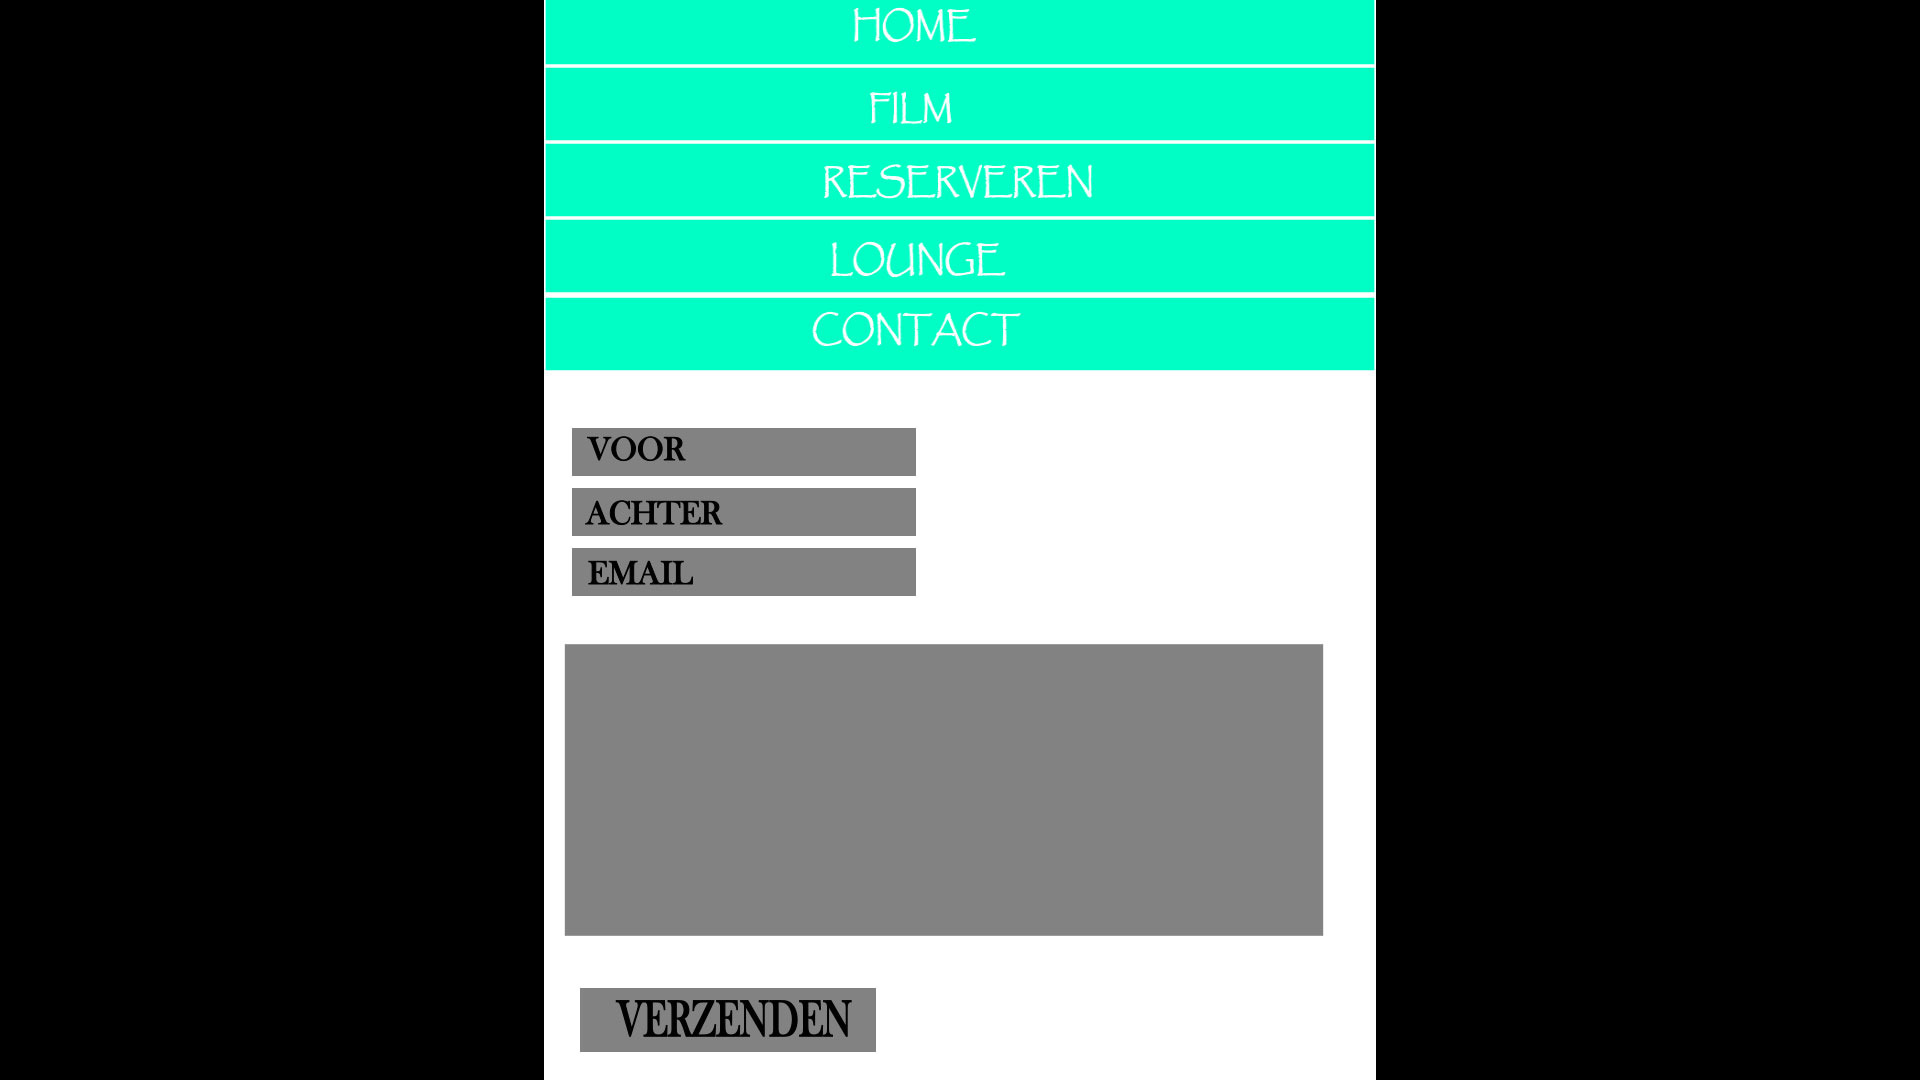 HOME
FILM
RESERVEREN
LOUNGE
CONTACT
VOOR
ACHTER
EMAIL
VERZENDEN